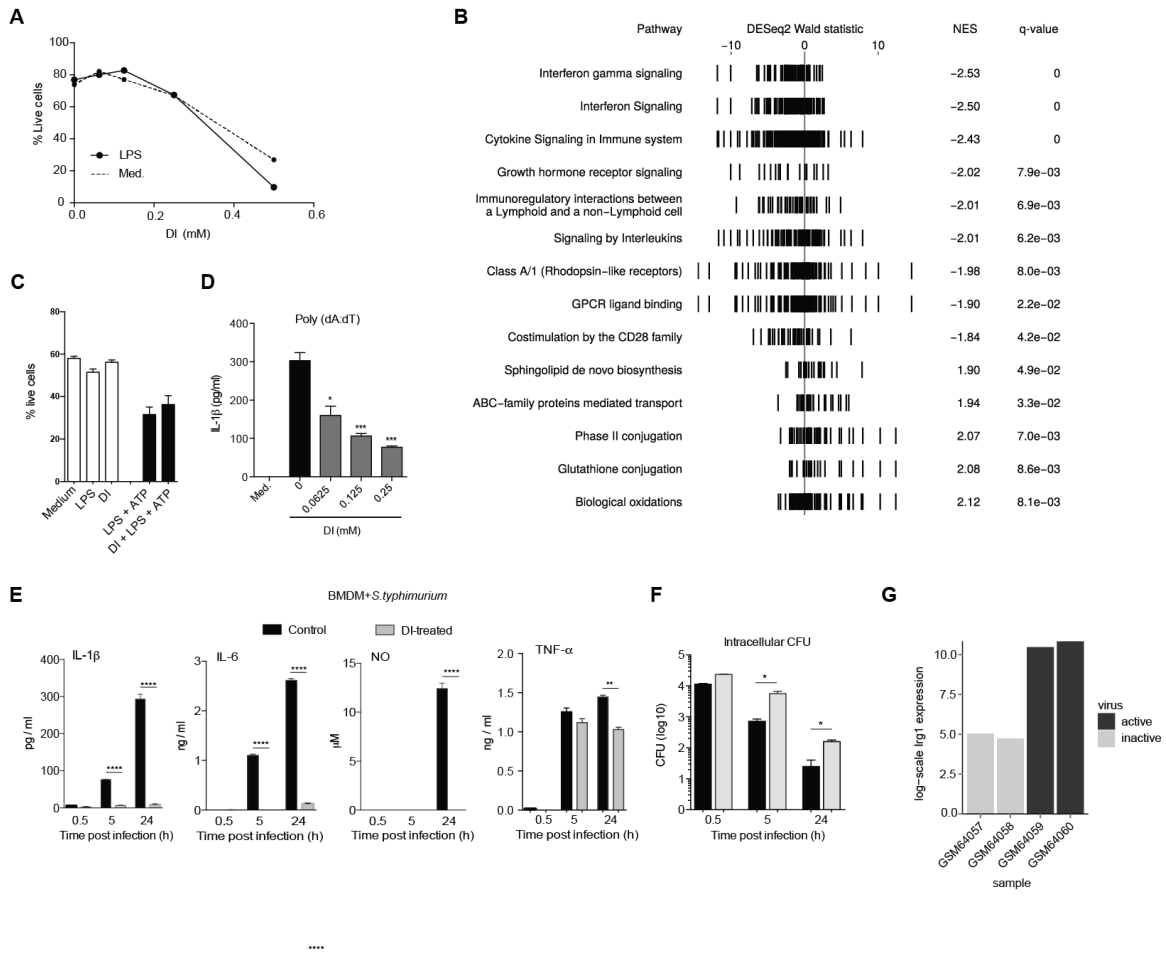 A
% Live cells
100
80
60
40
20
0
LPS
Med.
0.0
0.2
0.4
0.6
DI (mM)
B
Pathway
DESeq2 Wald statistic
NES
q-value
−10
0
10
Interferon gamma signaling
−2.53
0
Interferon Signaling
−2.50
0
Cytokine Signaling in Immune system
−2.43
0
Growth hormone receptor signaling
−2.02
7.9e−03
Immunoregulatory interactions between
a Lymphoid and a non−Lymphoid cell
−2.01
6.9e−03
Signaling by Interleukins
−2.01
6.2e−03
Class A/1 (Rhodopsin−like receptors)
−1.98
8.0e−03
GPCR ligand binding
−1.90
2.2e−02
Costimulation by the CD28 family
−1.84
4.2e−02
Sphingolipid de novo biosynthesis
1.90
4.9e−02
ABC−family proteins mediated transport
1.94
3.3e−02
Phase II conjugation
2.07
7.0e−03
Glutathione conjugation
2.08
8.6e−03
Biological oxidations
2.12
8.1e−03
C
% live cells
80
60
40
20
0
Medium
LPS
DI
LPS + ATP
DI + LPS + ATP
D
Poly (dA:dT)
IL-1β (pg/ml)
400
300
200
100
0
*
***
***
Med.
0
0.0625
0.125
0.25
DI (mM)
E
BMDM+S.typhimurium
Control
DI-treated
IL-1β
pg / ml
400
300
200
100
0
****
****
0.5
5
24
Time post infection (h)
IL-6
ng / ml
3
2
1
0
****
****
0.5
5
24
Time post infection (h)
NO
μM
15
10
5
0
****
0.5
5
24
Time post infection (h)
TNF-α
ng / ml
2.0
1.5
1.0
0.5
0.0
**
0.5
5
24
Time post infection (h)
F
Intracellular CFU
CFU (log10)
5
4
3
2
1
0
*
*
0.5
5
24
Time post infection (h)
G
log−scale Irg1 expression
10.0
7.5
5.0
2.5
0.0
GSM64057
GSM64058
GSM64059
GSM64060
sample
virus
active
inactive
****